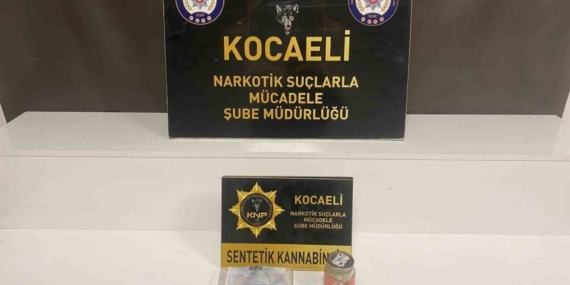 KOCAELİ
NARKOTİK SUÇLARLA
MÜCADELE
ŞUBE MÜDÜRLÜĞÜ
KNP
KOCAELİ
NARKOTİK SUÇLARLA
MÜCADELE
ŞUBE MÜDÜRLÜĞÜ
SENTETİK KANNABİN